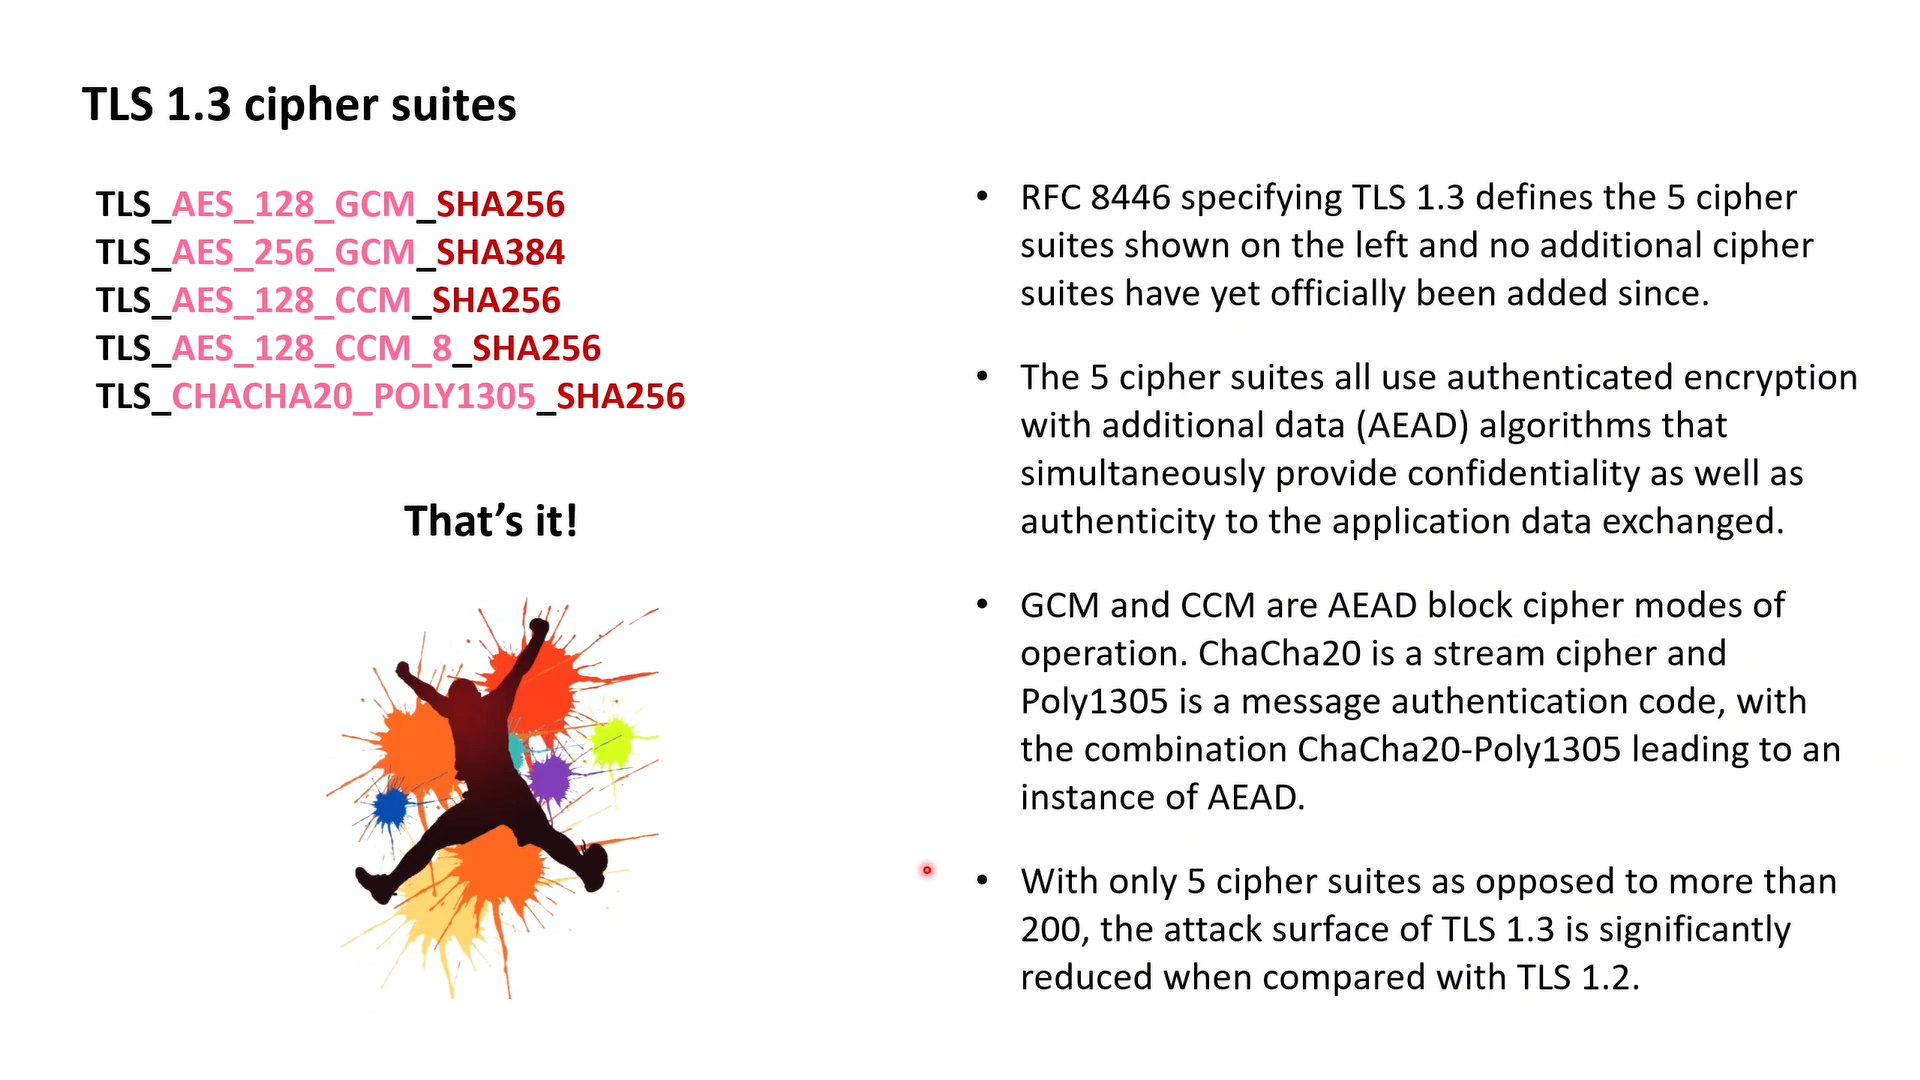 TLS 1.3 cipher suites
TLS_AES_128_GCM_SHA256
TLS_AES_256_GCM_SHA384
TLS_AES_128_CCM_SHA256
TLS_AES_128_CCM_8_SHA256
TLS_CHACHA20_POLY1305_SHA256
That’s it!
• RFC 8446 specifying TLS 1.3 defines the 5 cipher
suites shown on the left and no additional cipher
suites have yet officially been added since.
• The 5 cipher suites all use authenticated encryption
with additional data (AEAD) algorithms that
simultaneously provide confidentiality as well as
authenticity to the application data exchanged.
• GCM and CCM are AEAD block cipher modes of
operation. ChaCha20 is a stream cipher and
Poly1305 is a message authentication code, with
the combination ChaCha20-Poly1305 leading to an
instance of AEAD.
• With only 5 cipher suites as opposed to more than
200, the attack surface of TLS 1.3 is significantly
reduced when compared with TLS 1.2.